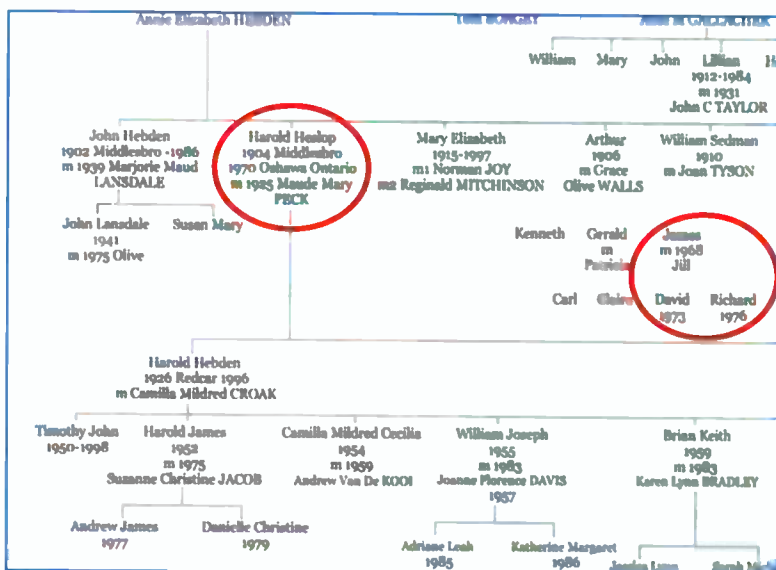 Annie Elizabeth HEBDEN
William Mary John Lillian
1912-1984
m 1931
John C TAYLOR
John Hebden
1902 Middlesbro -1986
m 1939 Marjorie Maud
LANSDALE
Harold Heslop
1904 Middlesbro
1970 Oshawa Ontario
m 1925 Maude Mary
PECK
Mary Elizabeth
1915-1997
m1 Norman JOY
m2 Reginald MITCHINSON
Arthur
1906
m Grace
Olive WALLS
William Sedman
1910
m Joan TYSON
John Lansdale
1941
m 1975 Olive
Susan Mary
Kenneth
Gerald
m
Patricia
James
m 1968
Jill
Carl Claire
David
1973
Richard
1976
Harold Hebden
1926 Redcar 1996
m Camilla Mildred CROAK
Timothy John
1950-1998
Harold James
1952
m 1975
Suzanne Christine JACOB
Camilla Mildred Cecilia
1954
m 1959
Andrew Van De KOOI
William Joseph
1955
m 1983
Joanne Florence DAVIS
1957
Brian Keith
1959
m 1983
Karen Lynn BRADLEY
Andrew James
1977
Danielle Christine
1979
Adriane Leah
1985
Katherine Margaret
1986